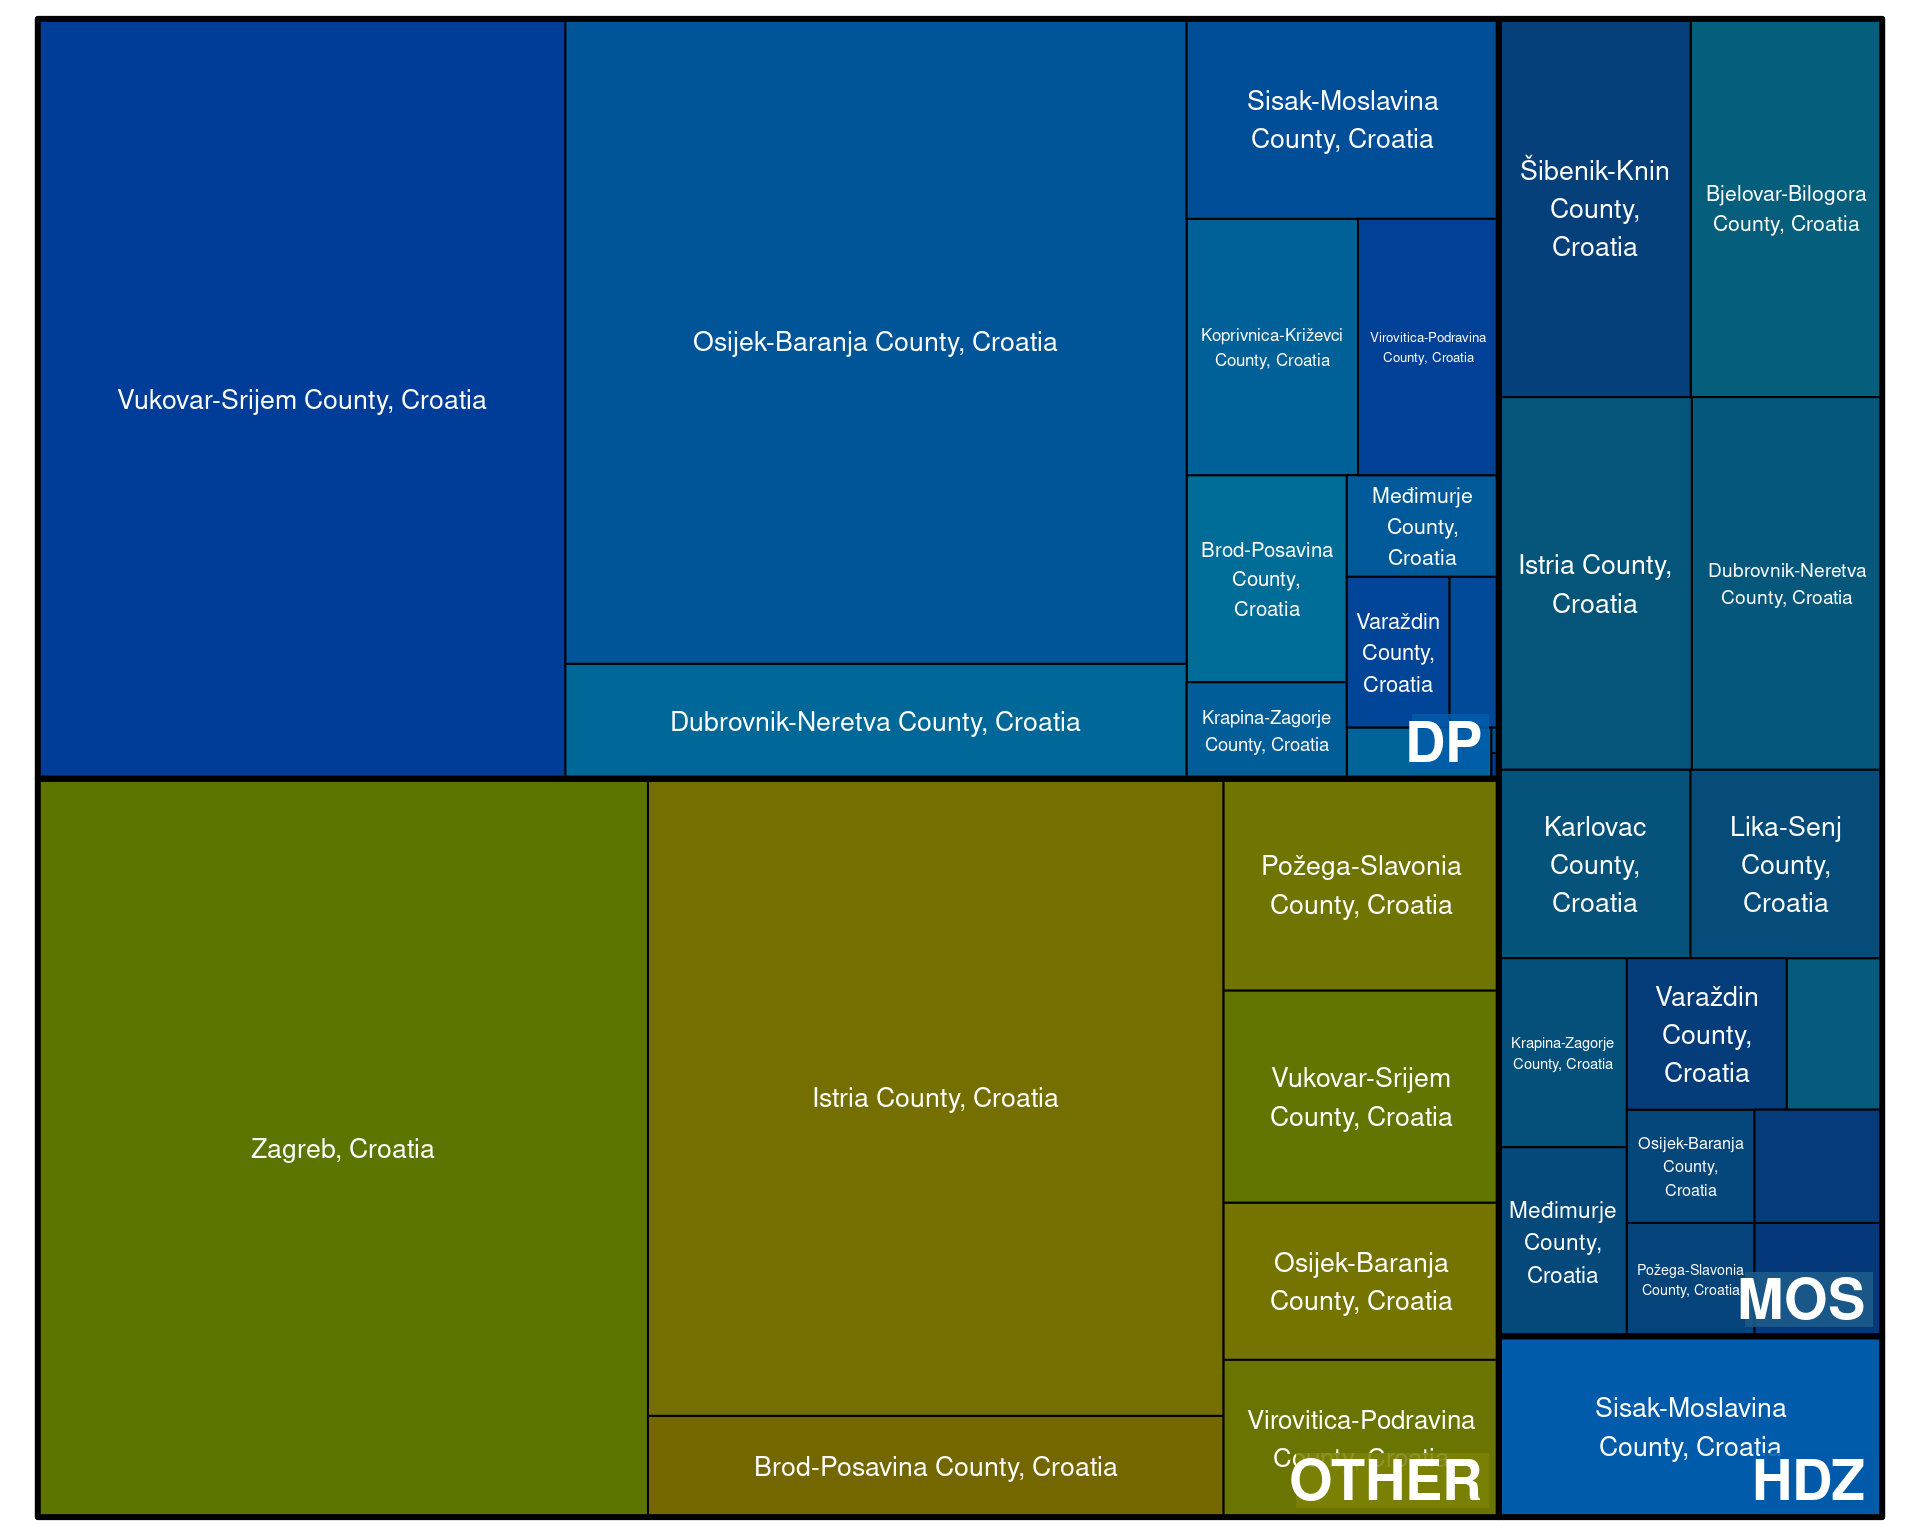 Vukovar-Srijem County, Croatia
Osijek-Baranja County, Croatia
Dubrovnik-Neretva County, Croatia
Sisak-Moslavina
County, Croatia
Koprivnica-Križevci
County, Croatia
Virovitica-Podravina
County, Croatia
Brod-Posavina
County,
Croatia
Međimurje
County,
Croatia
Varaždin
County,
Croatia
Krapina-Zagorje
County, Croatia
DP
Zagreb, Croatia
Istria County, Croatia
Brod-Posavina County, Croatia
Požega-Slavonia
County, Croatia
Vukovar-Srijem
County, Croatia
Osijek-Baranja
County, Croatia
Virovitica-Podravina
County, Croatia
OTHER
Šibenik-Knin
County,
Croatia
Bjelovar-Bilogora
County, Croatia
Istria County,
Croatia
Dubrovnik-Neretva
County, Croatia
Karlovac
County,
Croatia
Lika-Senj
County,
Croatia
Krapina-Zagorje
County, Croatia
Varaždin
County,
Croatia
Međimurje
County,
Croatia
Osijek-Baranja
County,
Croatia
Požega-Slavonia
County, Croatia
MOS
Sisak-Moslavina
County, Croatia
HDZ